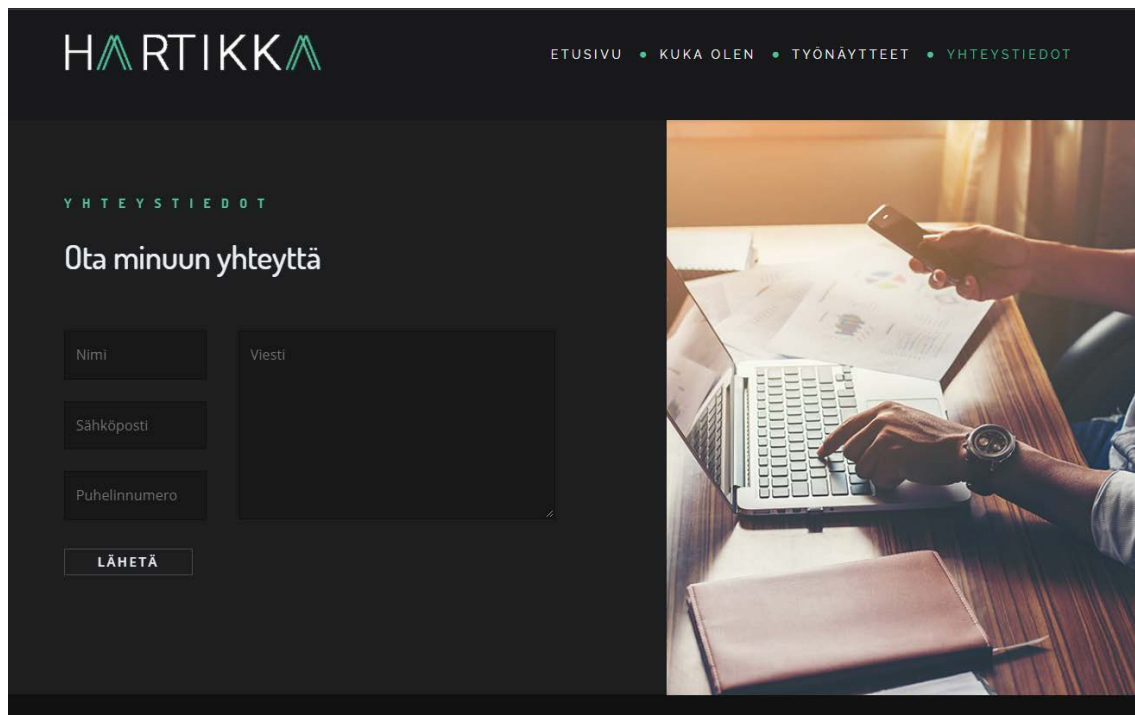 HARTIKKA
ETUSIVU • KUKA OLEN • TYÖNÄYTTEET • YHTEYSTIEDOT
YHTEYSTIEDOT
Ota minuun yhteyttä
Nimi
Viesti
Sähköposti
Puhelinnumero
LÄHETÄ